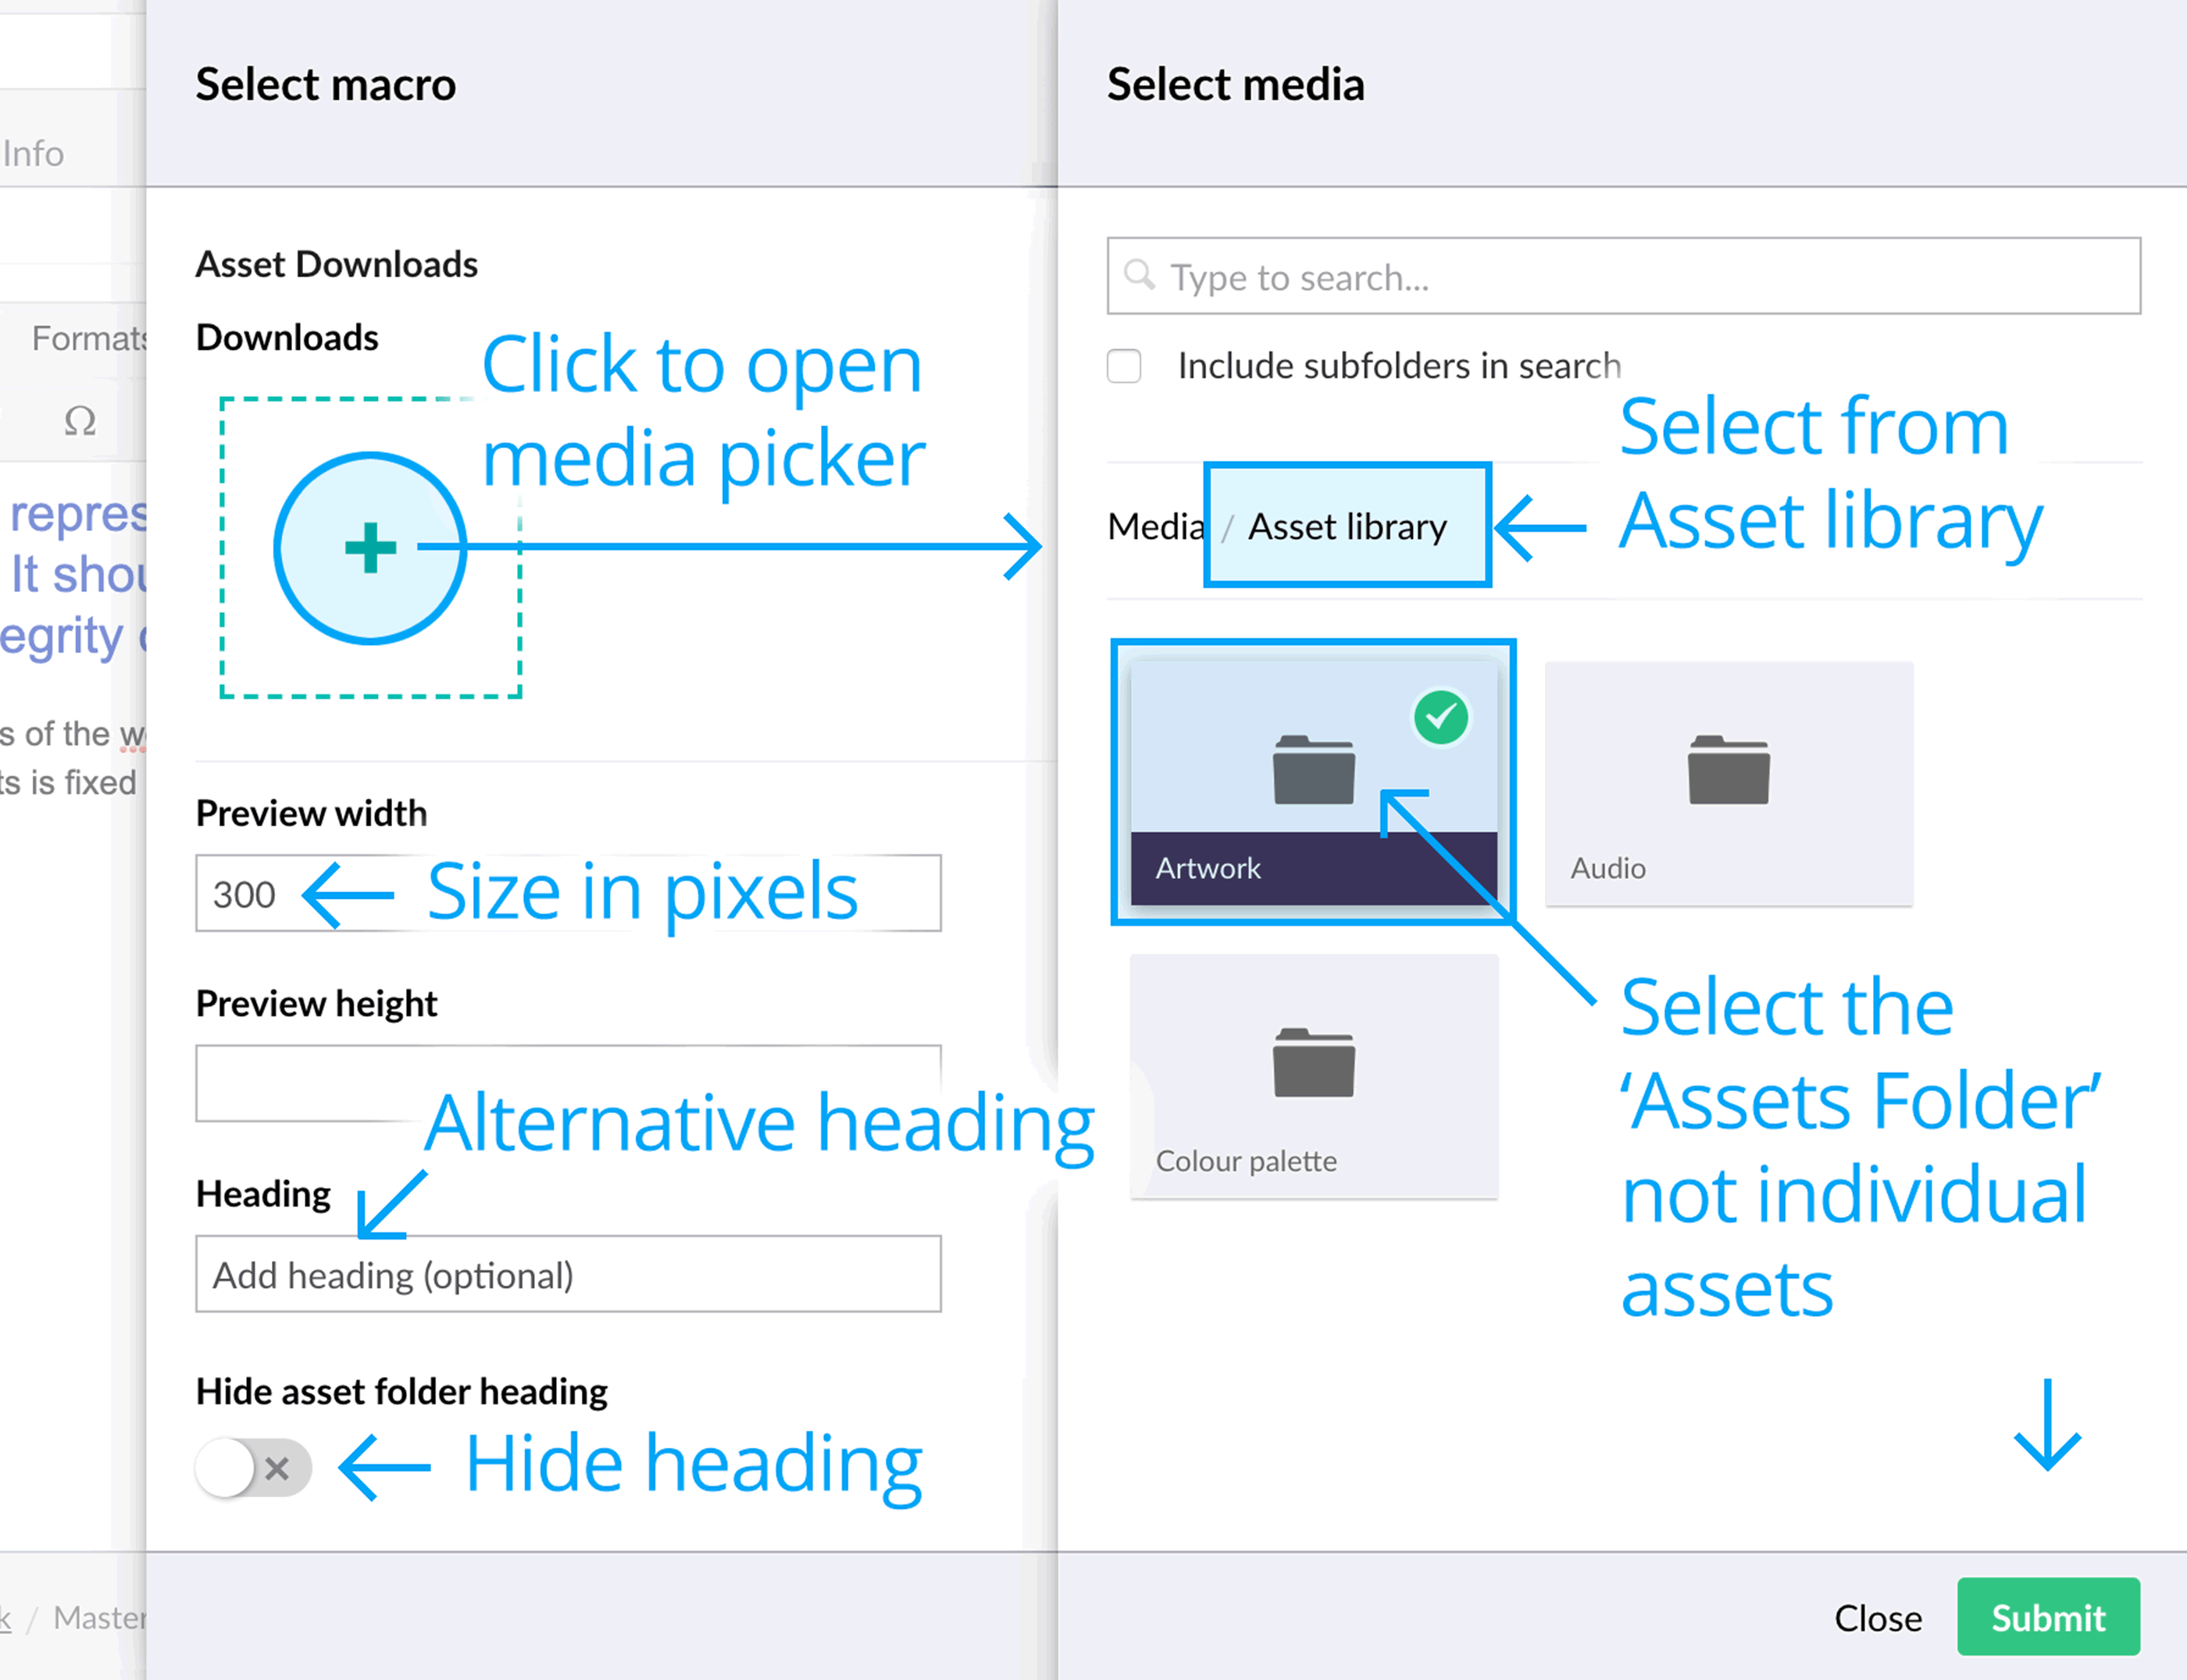 Info
Formats
Ω
repres
It shou
egrity
s of the w
ts is fixed
k / Master
Select macro
Asset Downloads
Downloads
Click to open
media picker
Preview width
300
Size in pixels
Preview height
Alternative heading
Heading
Add heading (optional)
Hide asset folder heading
Hide heading
Select media
Type to search...
Include subfolders in search
Select from
Asset library
Media / Asset library
Artwork
Audio
Colour palette
Select the
‘Assets Folder’
not individual
assets
Close
Submit